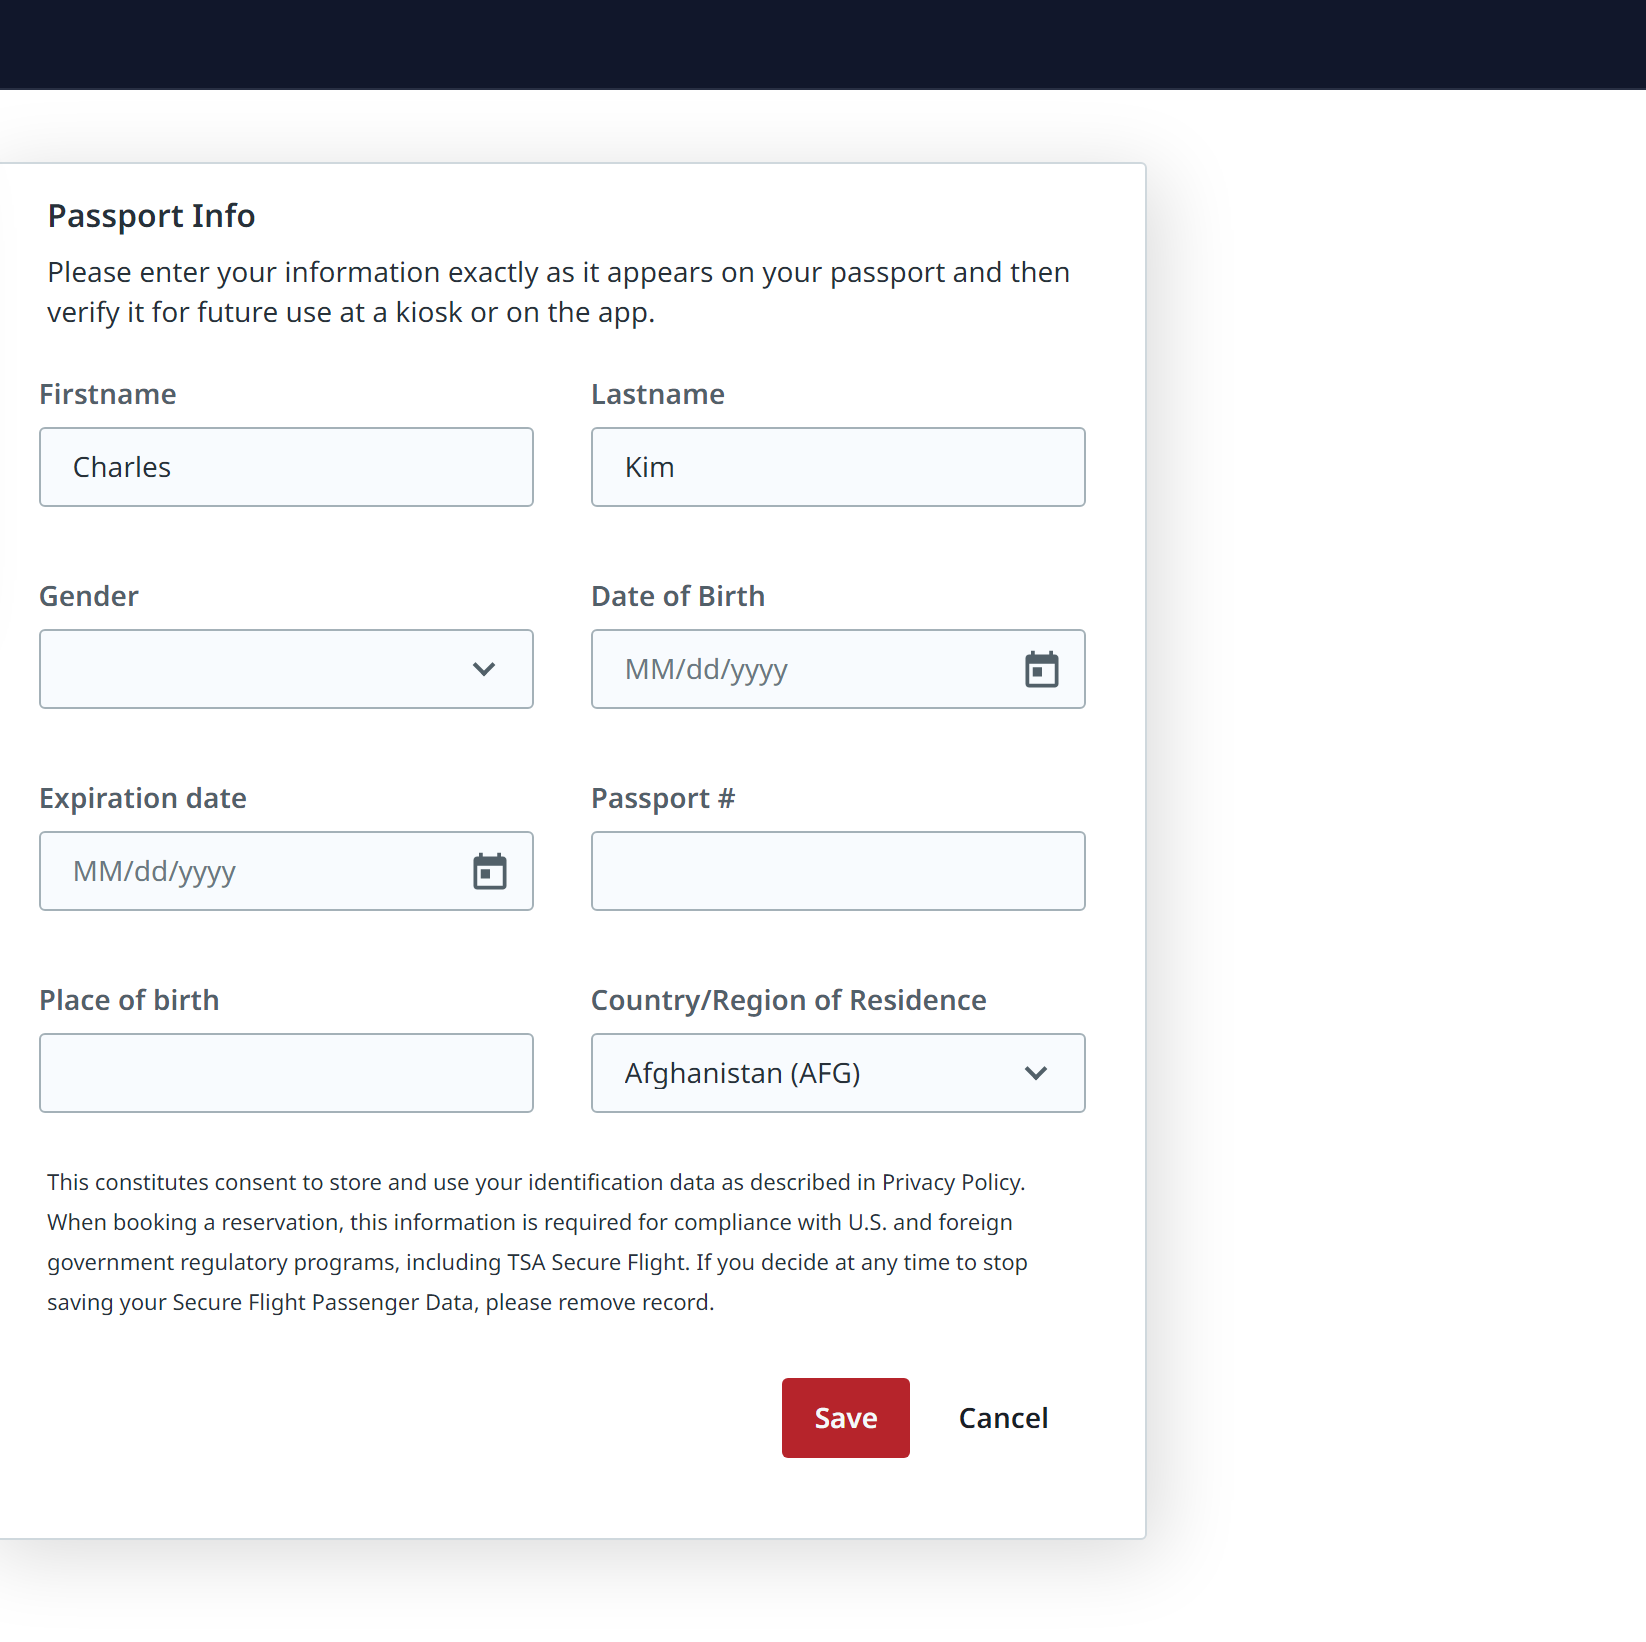 Passport Info
Please enter your information exactly as it appears on your passport and then
verify it for future use at a kiosk or on the app.
Firstname
Lastname
Charles
Kim
Gender
Date of Birth
MM/dd/yyyy
Expiration date
Passport #
MM/dd/yyyy
Place of birth
Country/Region of Residence
Afghanistan (AFG)
This constitutes consent to store and use your identification data as described in Privacy Policy.
When booking a reservation, this information is required for compliance with U.S. and foreign
government regulatory programs, including TSA Secure Flight. If you decide at any time to stop
saving your Secure Flight Passenger Data, please remove record.
Save
Cancel